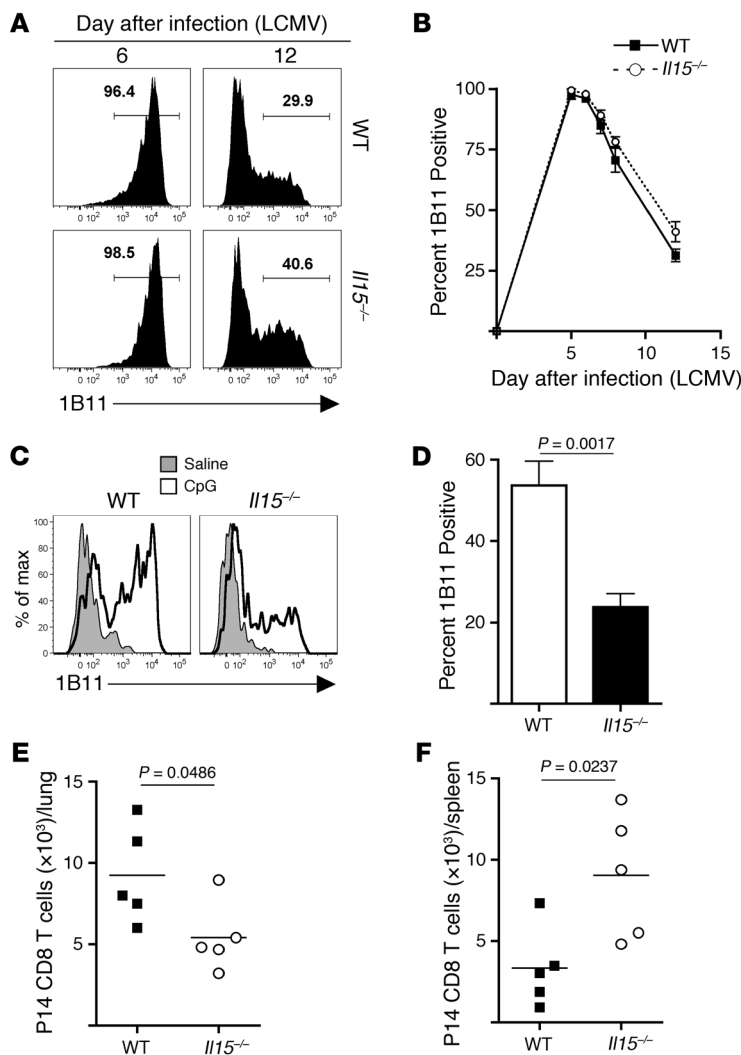 A
Day after infection (LCMV)
6 12
96.4
29.9
WT
0 10² 10³ 10⁴ 10⁵
0 10² 10³ 10⁴ 10⁵
98.5
40.6
Il15–/–
0 10² 10³ 10⁴ 10⁵
0 10² 10³ 10⁴ 10⁵
1B11
B
WT
Il15–/–
Percent 1B11 Positive
100
75
50
25
5 10 15
Day after infection (LCMV)
C
Saline
CpG
WT Il15–/–
% of max
100
80
60
40
20
0
0 10² 10³ 10⁴ 10⁵
0 10² 10³ 10⁴ 10⁵
1B11
D
P = 0.0017
Percent 1B11 Positive
60
40
20
WT Il15–/–
E
P = 0.0486
P14 CD8 T cells (×10³)/lung
15
10
5
WT Il15–/–
F
P = 0.0237
P14 CD8 T cells (×10³)/spleen
15
10
5
WT Il15–/–